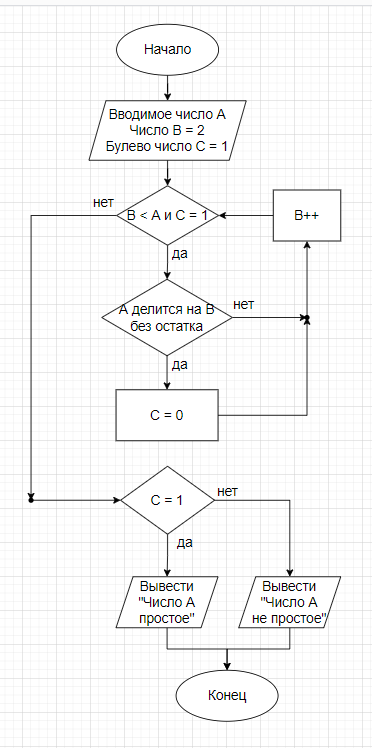 Начало
Вводимое число А
Число В = 2
Булево число С = 1
нет
В < А и С = 1
В++
да
А делится на В
без остатка
нет
да
С = 0
С = 1
нет
да
Вывести
"Число А
простое"
Вывести
"Число А
не простое"
Конец